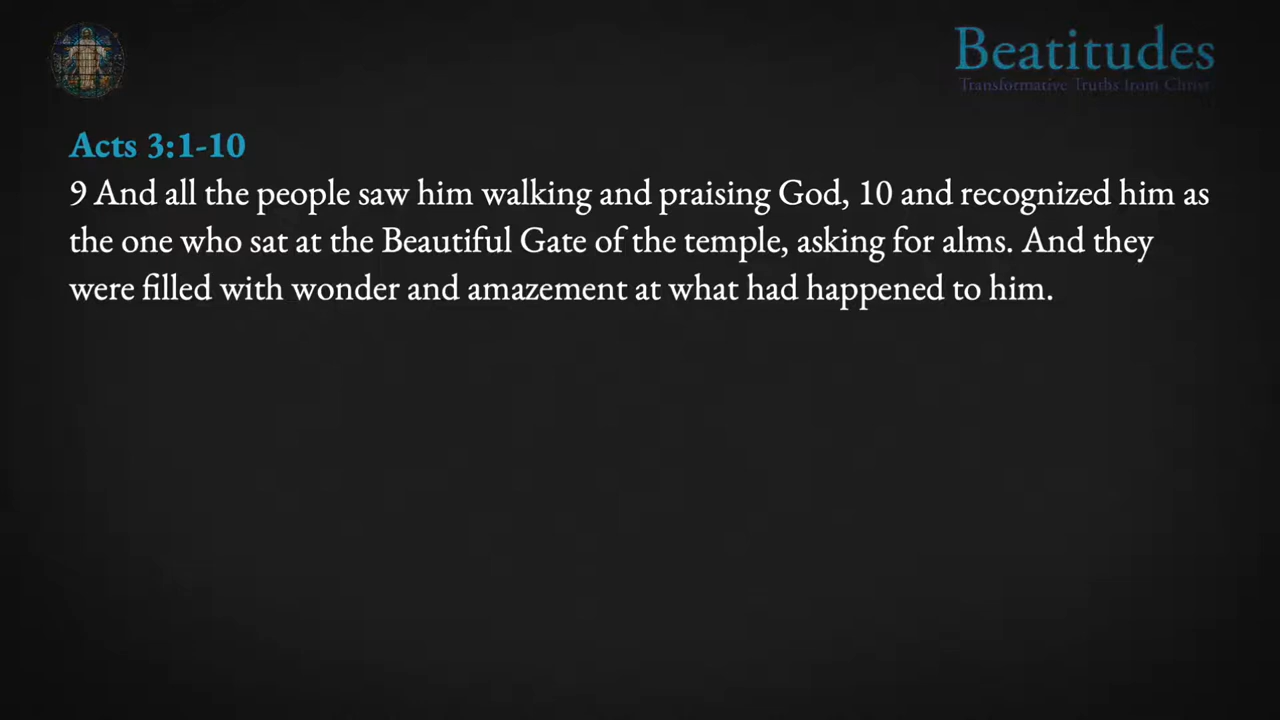 Beatitudes
Transformative Truths from Christ
Acts 3:1-10
9 And all the people saw him walking and praising God, 10 and recognized him as
the one who sat at the Beautiful Gate of the temple, asking for alms. And they
were filled with wonder and amazement at what had happened to him.